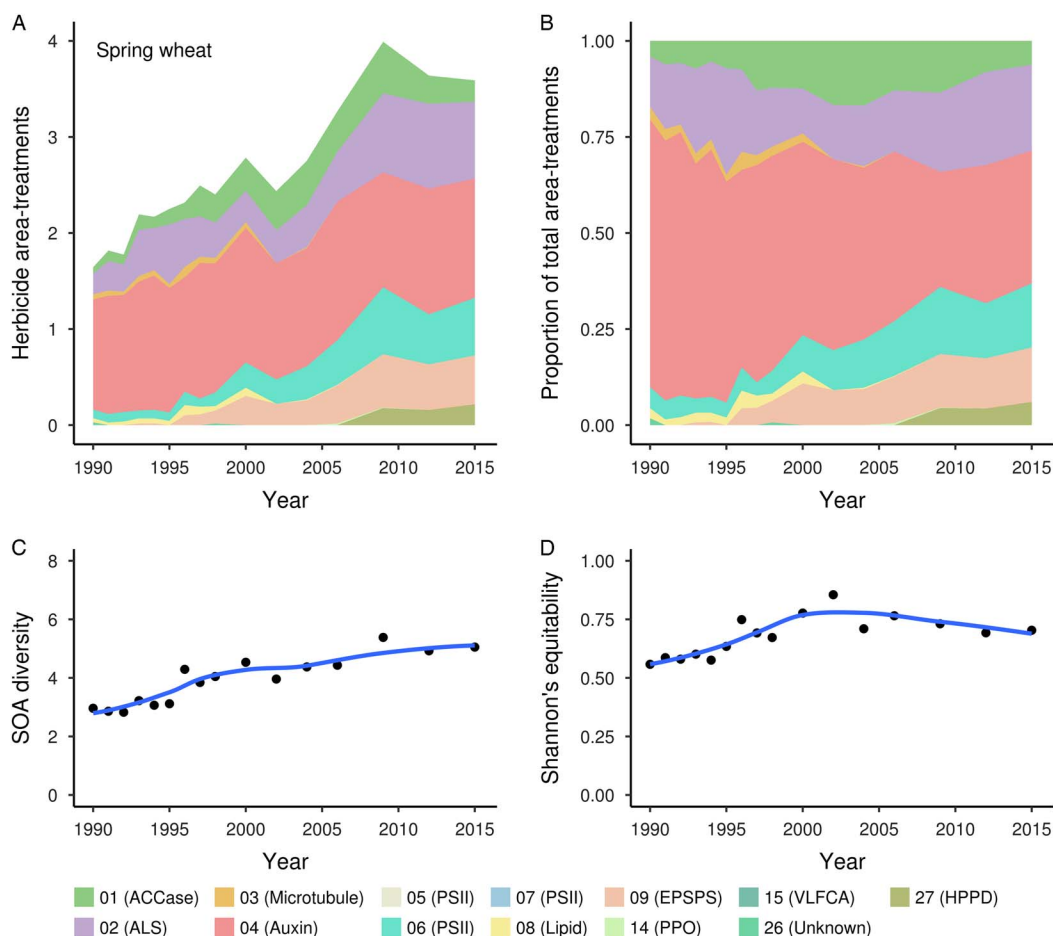 A
Spring wheat
Herbicide area-treatments
4
3
2
1
0
1990 1995 2000 2005 2010 2015
Year
B
Proportion of total area-treatments
1.00
0.75
0.50
0.25
0.00
1990 1995 2000 2005 2010 2015
Year
C
SOA diversity
8
6
4
2
0
1990 1995 2000 2005 2010 2015
Year
D
Shannon's equitability
1.00
0.75
0.50
0.25
0.00
1990 1995 2000 2005 2010 2015
Year
01 (ACCase) 03 (Microtubule) 05 (PSII) 07 (PSII) 09 (EPSPS) 15 (VLFCA) 27 (HPPD)
02 (ALS) 04 (Auxin) 06 (PSII) 08 (Lipid) 14 (PPO) 26 (Unknown)